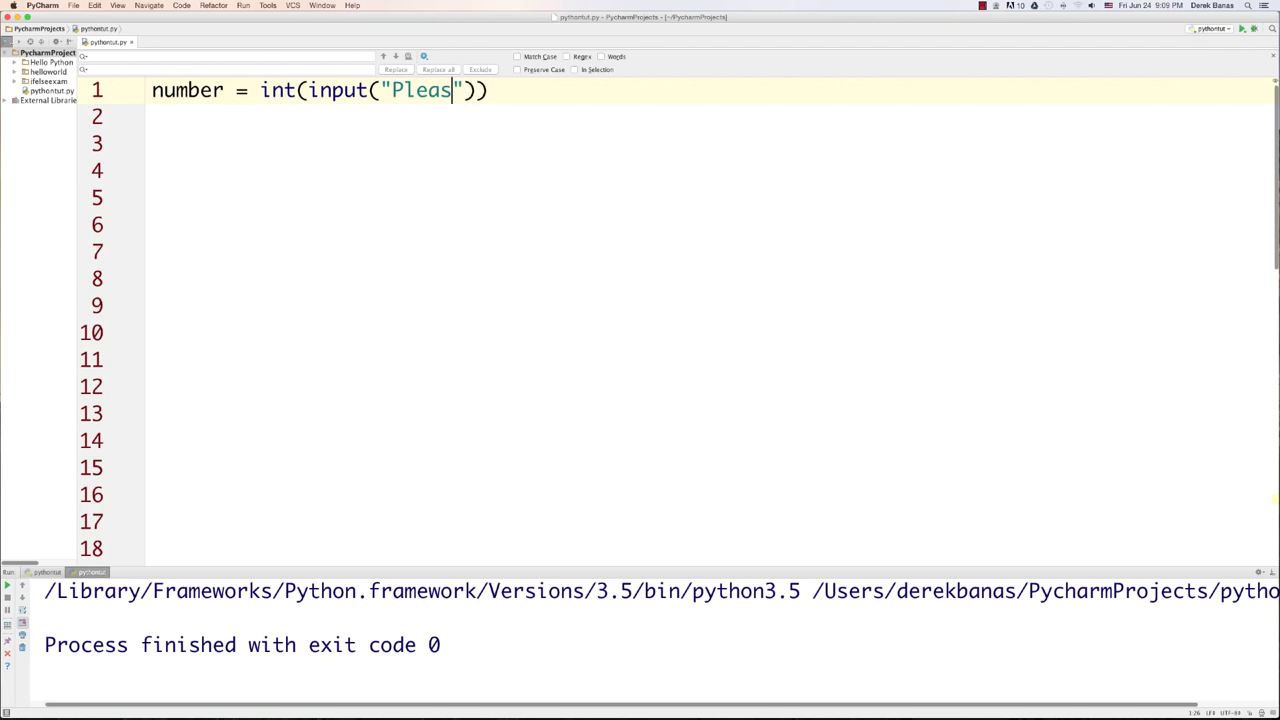 PyCharm File Edit View Navigate Code Refactor Run Tools VCS Window Help 10 Fri Jun 24 9:09 PM Derek Banas
pythontut.py - PycharmProjects - [~/PycharmProjects]
PycharmProjects pythontut.py pythontut
pythontut.py ×
PycharmProject
Hello Python
helloworld
ifelseexam
pythontut.py
External Librarie
Match Case Regex Words
Replace Replace all Exclude Preserve Case In Selection
1 number = int(input("Pleas"))
2
3
4
5
6
7
8
9
10
11
12
13
14
15
16
17
18
Run: pythontut pythontut
/Library/Frameworks/Python.framework/Versions/3.5/bin/python3.5 /Users/derekbanas/PycharmProjects/pytho
Process finished with exit code 0
1:26 LF÷ UTF-8÷